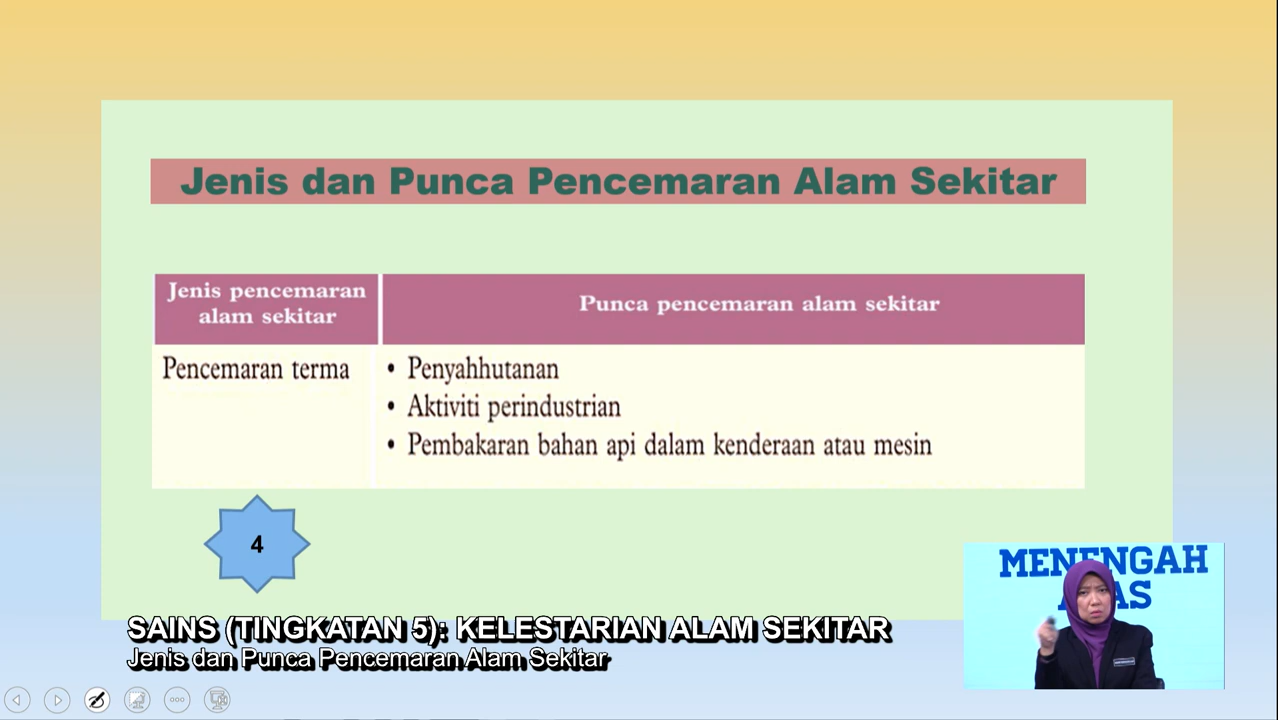 Jenis dan Punca Pencemaran Alam Sekitar
Jenis pencemaran
alam sekitar
Punca pencemaran alam sekitar
Pencemaran terma
• Penyahhutanan
• Aktiviti perindustrian
• Pembakaran bahan api dalam kenderaan atau mesin
4
MENENGAH
SAINS (TINGKATAN 5): KELESTARIAN ALAM SEKITAR
Jenis dan Punca Pencemaran Alam Sekitar